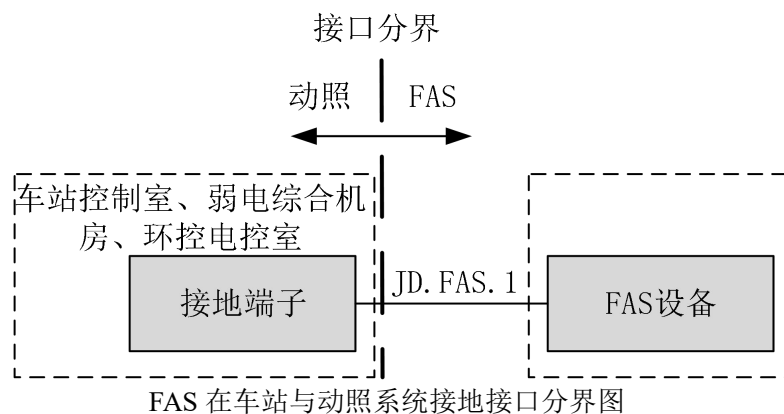 接口分界
动照
FAS
车站控制室、弱电综合机
房、环控电控室
接地端子
JD.FAS.1
FAS设备
FAS 在车站与动照系统接地接口分界图